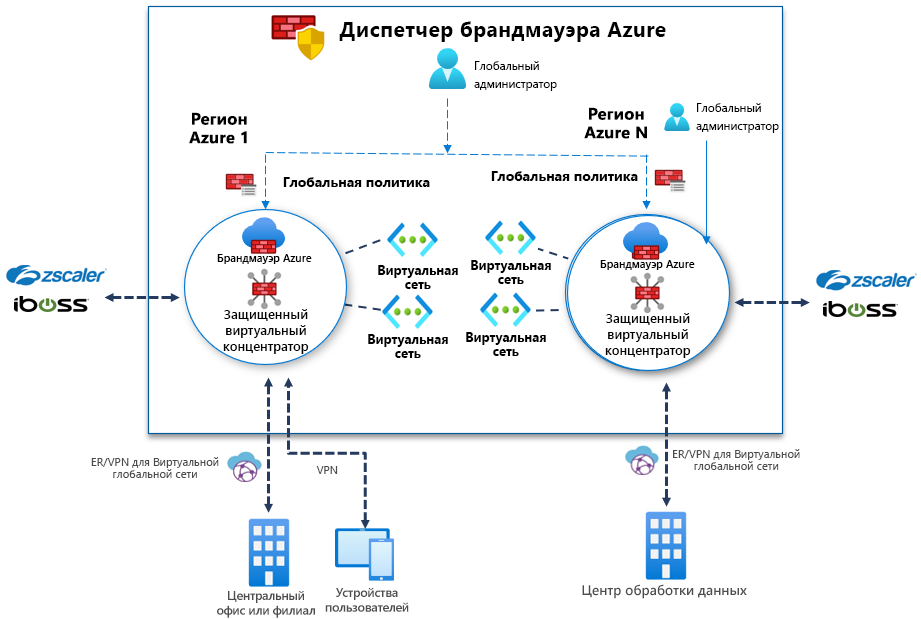 Диспетчер брандмауэра Azure
Глобальный
администратор
Регион
Azure 1
Регион
Azure N
Глобальный
администратор
Глобальная политика
Глобальная политика
Брандмауэр Azure
Защищенный
виртуальный
концентратор
Виртуальная
сеть
Виртуальная
сеть
Виртуальная
сеть
Виртуальная
сеть
Брандмауэр Azure
Защищенный
виртуальный
концентратор
zscaler
iboss
zscaler
iboss
ER/VPN для Виртуальной
глобальной сети
VPN
ER/VPN для Виртуальной
глобальной сети
Центральный
офис или филиал
Устройства
пользователей
Центр обработки данных